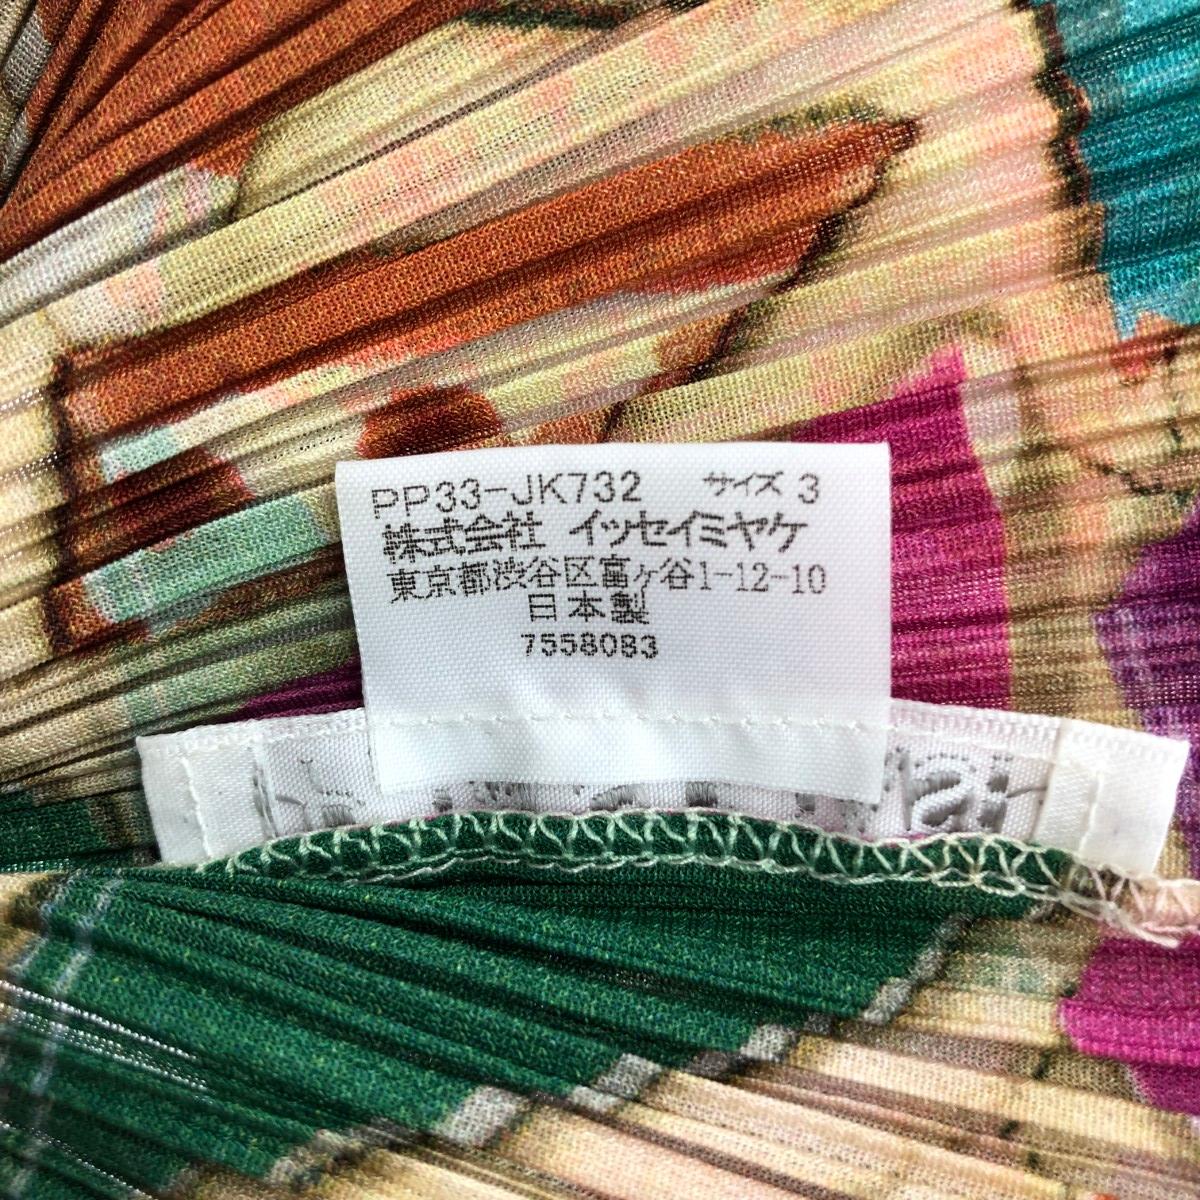 PP33-JK732 サイズ 3
株式会社 イッセイミヤケ
東京都渋谷区富ヶ谷1-12-10
日本製
7558083